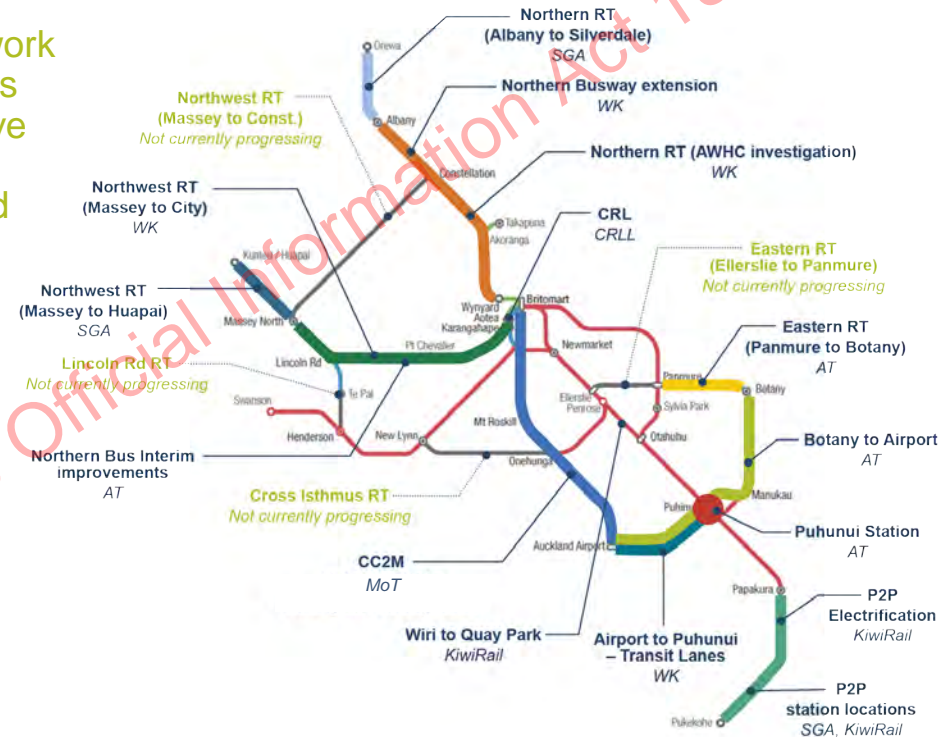 Northern RT
(Albany to Silverdale)
SGA
Orewa
Northern Busway extension
WK
Northwest RT
(Massey to Const.)
Not currently progressing
Albany
Northern RT (AWHC investigation)
WK
Constellation
Northwest RT
(Massey to City)
WK
CRL
CRLL
Takapuna
Akoranga
Eastern RT
(Ellerslie to Panmure)
Not currently progressing
Kumeu / Huapai
Northwest RT
(Massey to Huapai)
SGA
Wynyard
Britomart
Aotea
Karangahape
Massey North
Eastern RT
(Panmure to Botany)
AT
Pt Chevalier
Newmarket
Lincoln Rd
Lincoln Rd RT
Not currently progressing
Te Pai
Panmure
Botany
Ellerslie
Penrose
Sylvia Park
Swanson
Mt Roskill
Henderson
New Lynn
Otahuhu
Botany to Airport
AT
Northern Bus Interim
improvements
AT
Onehunga
Cross Isthmus RT
Not currently progressing
Manukau
Puhin
Puhunui Station
AT
Auckland Airport
CC2M
MoT
Papakura
P2P
Electrification
KiwiRail
Wiri to Quay Park
KiwiRail
Airport to Puhunui
– Transit Lanes
WK
P2P
station locations
SGA, KiwiRail
Pukekohe
Official Information Act